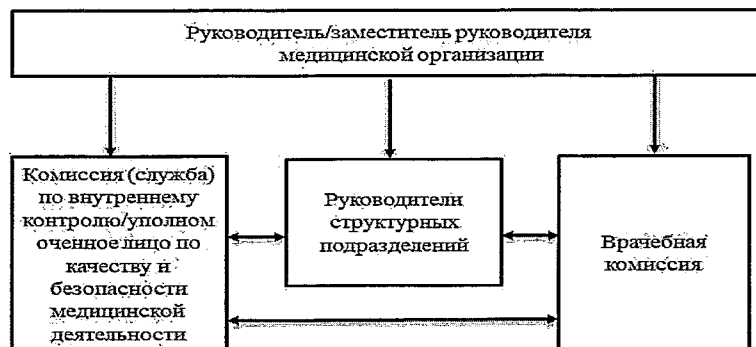 Руководитель/заместитель руководителя
медицинской организации
Комиссия (служба)
по внутреннему
контролю/уполном
оченное лицо по
качеству и
безопасности
медицинской
деятельности
Руководители
структурных
подразделений
Врачебная
комиссия